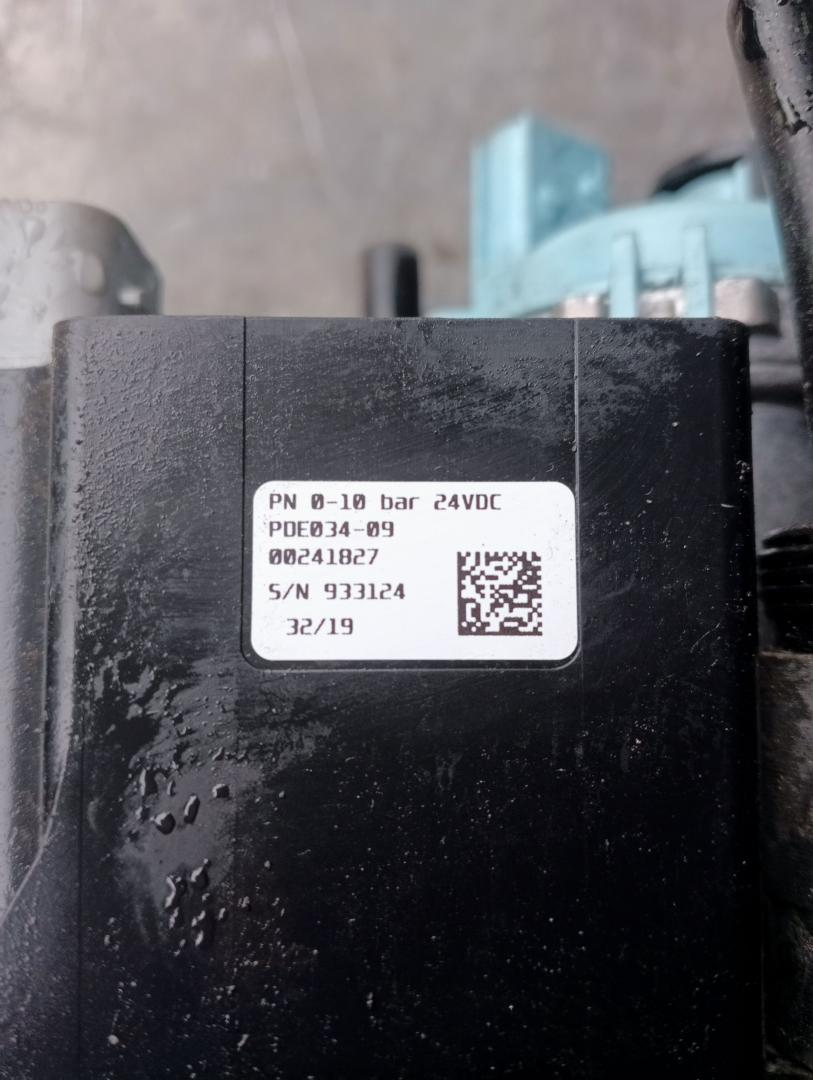 PN 0-10 bar 24VDC
PDE034-09
00241827
S/N 933124
32/19